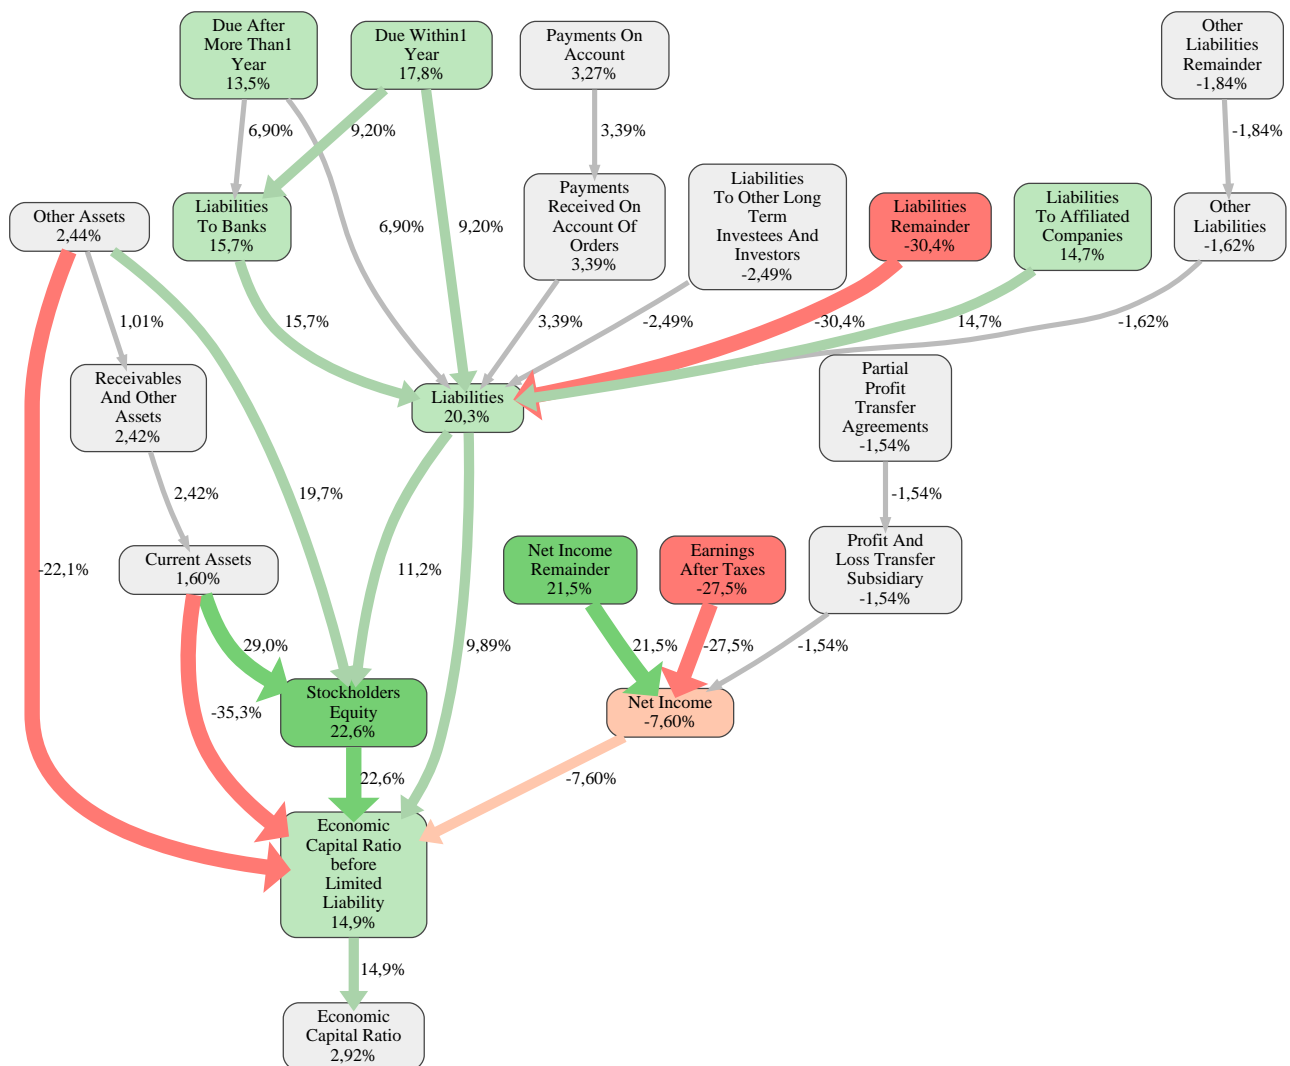 Due After
More Than1
Year
13,5%
Due Within1
Year
17,8%
Payments On
Account
3,27%
Other
Liabilities
Remainder
-1,84%
6,90%
9,20%
3,39%
-1,84%
Other Assets
2,44%
Liabilities
To Banks
15,7%
6,90%
9,20%
Payments
Received On
Account Of
Orders
3,39%
Liabilities
To Other Long
Term
Investees And
Investors
-2,49%
Liabilities
Remainder
-30,4%
Liabilities
To Affiliated
Companies
14,7%
Other
Liabilities
-1,62%
1,01%
15,7%
3,39%
-2,49%
-30,4%
14,7%
-1,62%
Receivables
And Other
Assets
2,42%
Liabilities
20,3%
Partial
Profit
Transfer
Agreements
-1,54%
2,42%
19,7%
-1,54%
-22,1%
Current Assets
1,60%
11,2%
Net Income
Remainder
21,5%
Earnings
After Taxes
-27,5%
Profit And
Loss Transfer
Subsidiary
-1,54%
29,0%
9,89%
21,5%
-27,5%
-1,54%
-35,3%
Stockholders
Equity
22,6%
Net Income
-7,60%
22,6%
-7,60%
Economic
Capital Ratio
before
Limited
Liability
14,9%
14,9%
Economic
Capital Ratio
2,92%